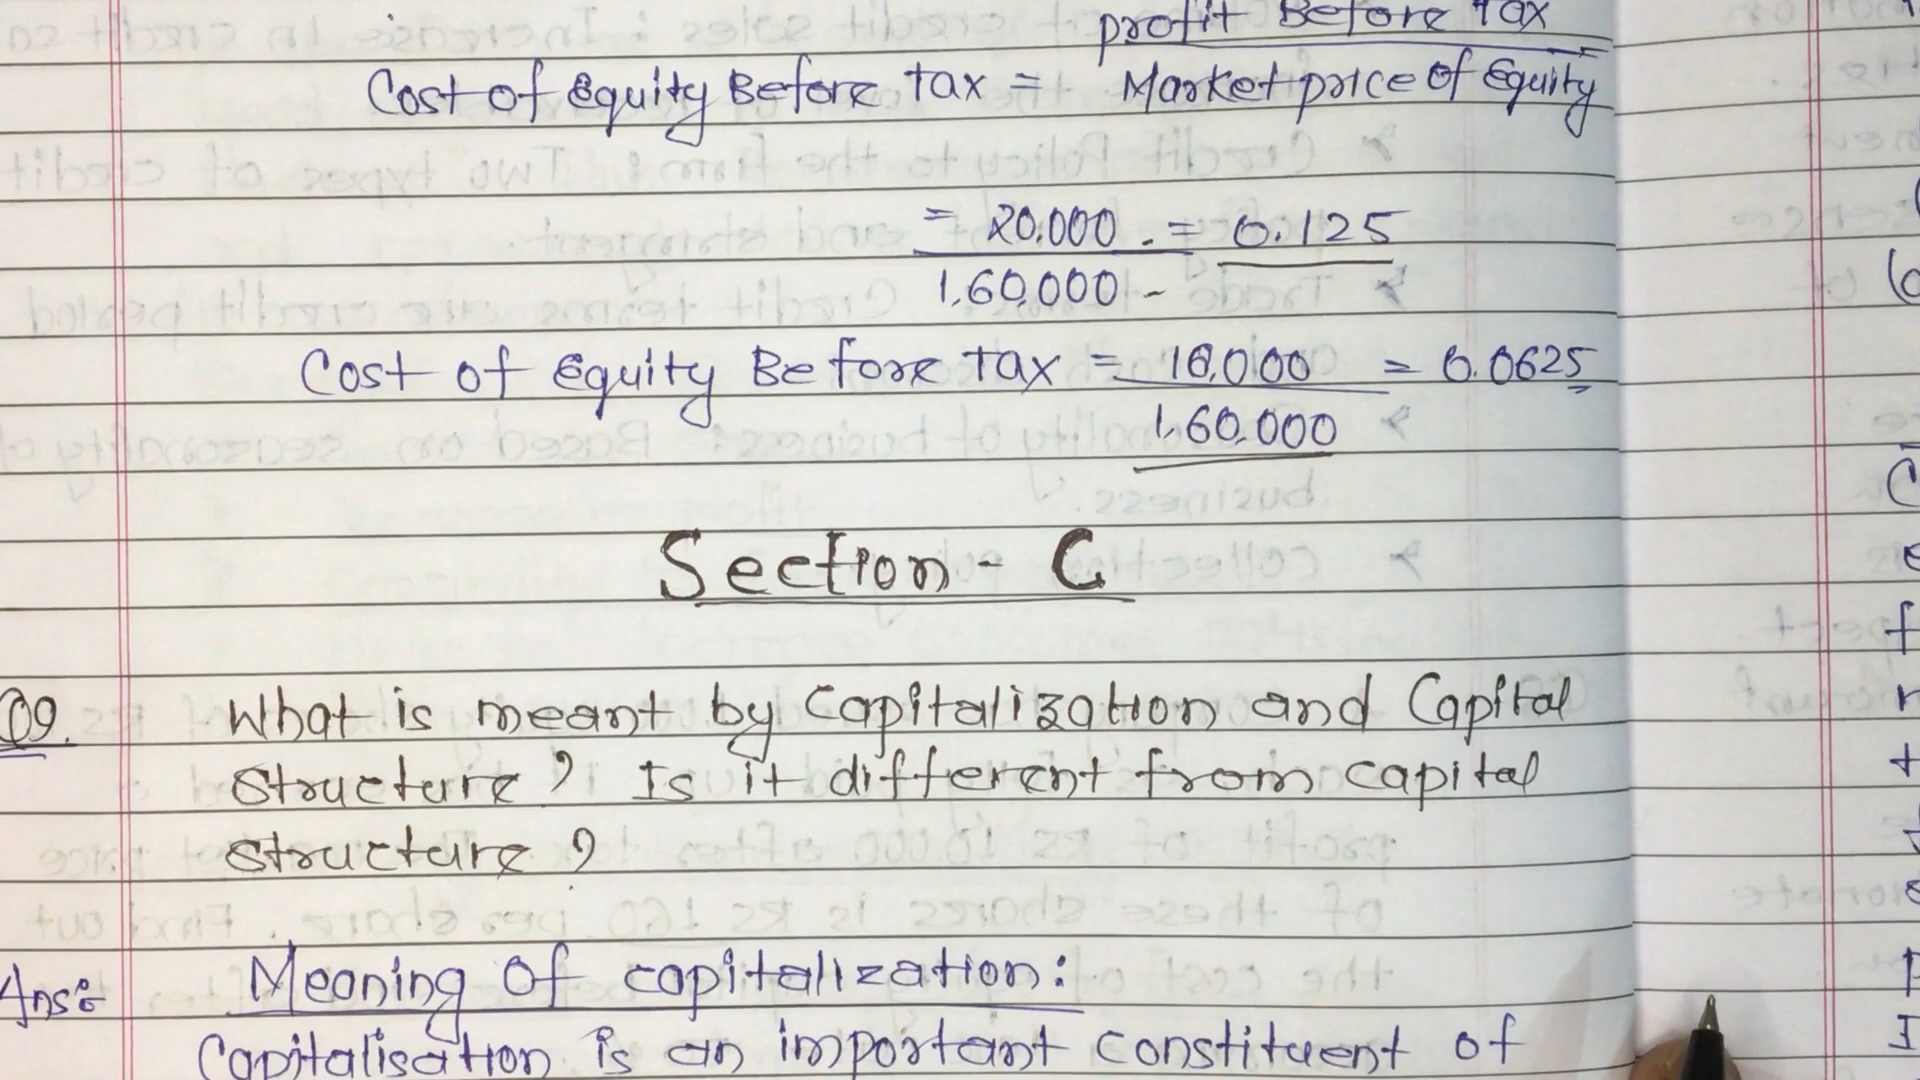 profit Before Tax
Cost of Equity Before tax = Market price of Equity
= 20,000 = 0.125
1,60,000
Cost of Equity Before tax = 10,000 = 0.0625
1,60,000
Section - C
Q9. What is meant by Capitalization and Capital
structure? Is it different from capital
structure?
Ans: Meaning Of capitalization:
Capitalisation is an important constituent of